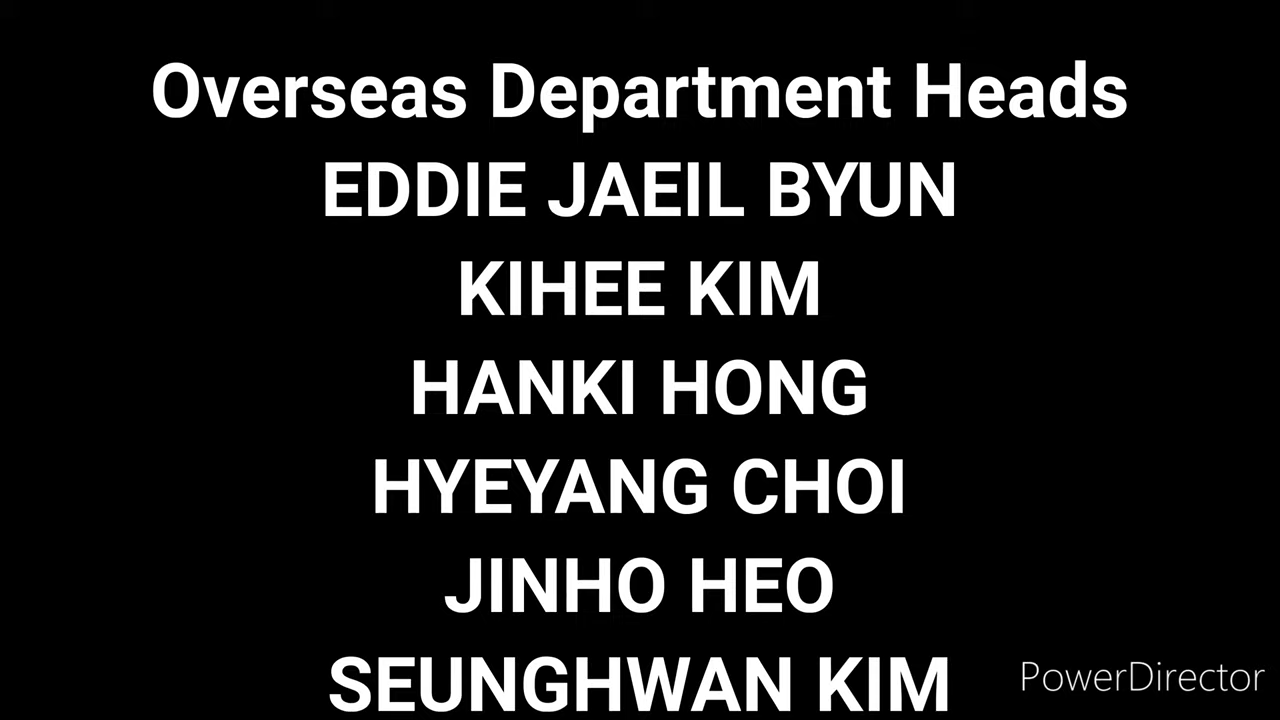 Overseas Department Heads
EDDIE JAEIL BYUN
KIHEE KIM
HANKI HONG
HYEYANG CHOI
JINHO HEO
SEUNGHWAN KIM
PowerDirector